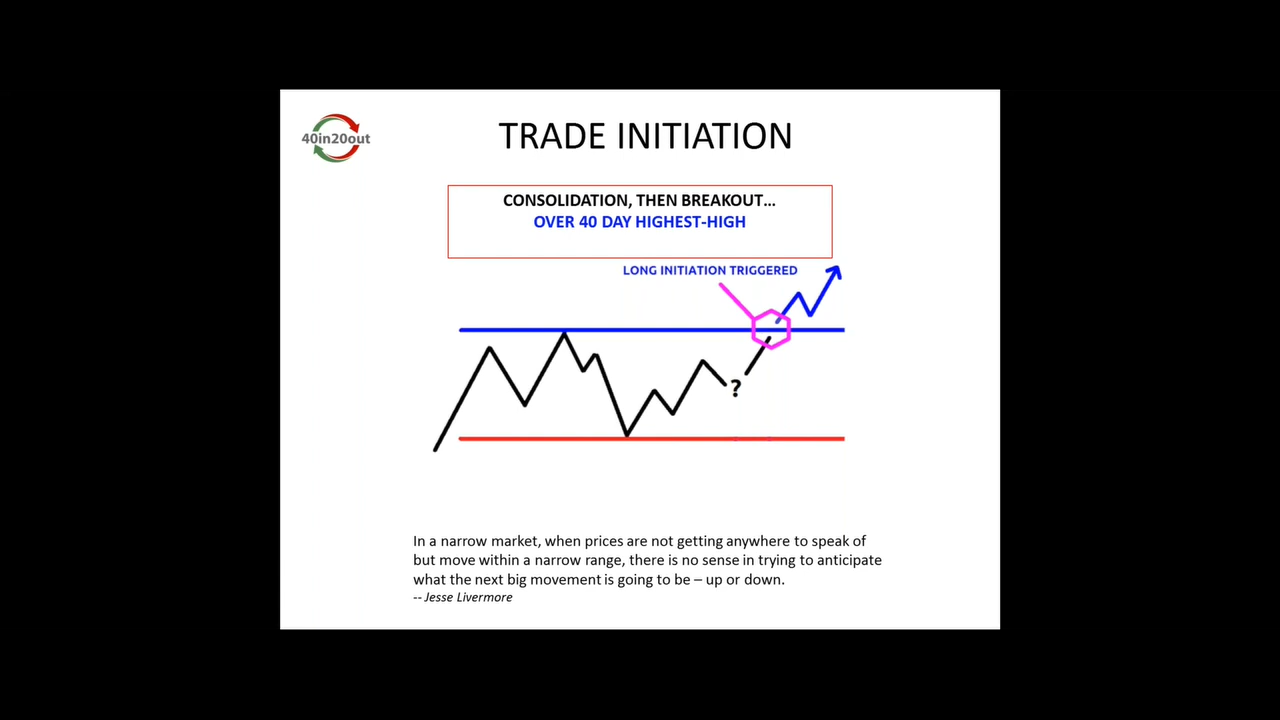 40in20out
TRADE INITIATION
CONSOLIDATION, THEN BREAKOUT…
OVER 40 DAY HIGHEST-HIGH
LONG INITIATION TRIGGERED
?
In a narrow market, when prices are not getting anywhere to speak of
but move within a narrow range, there is no sense in trying to anticipate
what the next big movement is going to be – up or down.
-- Jesse Livermore